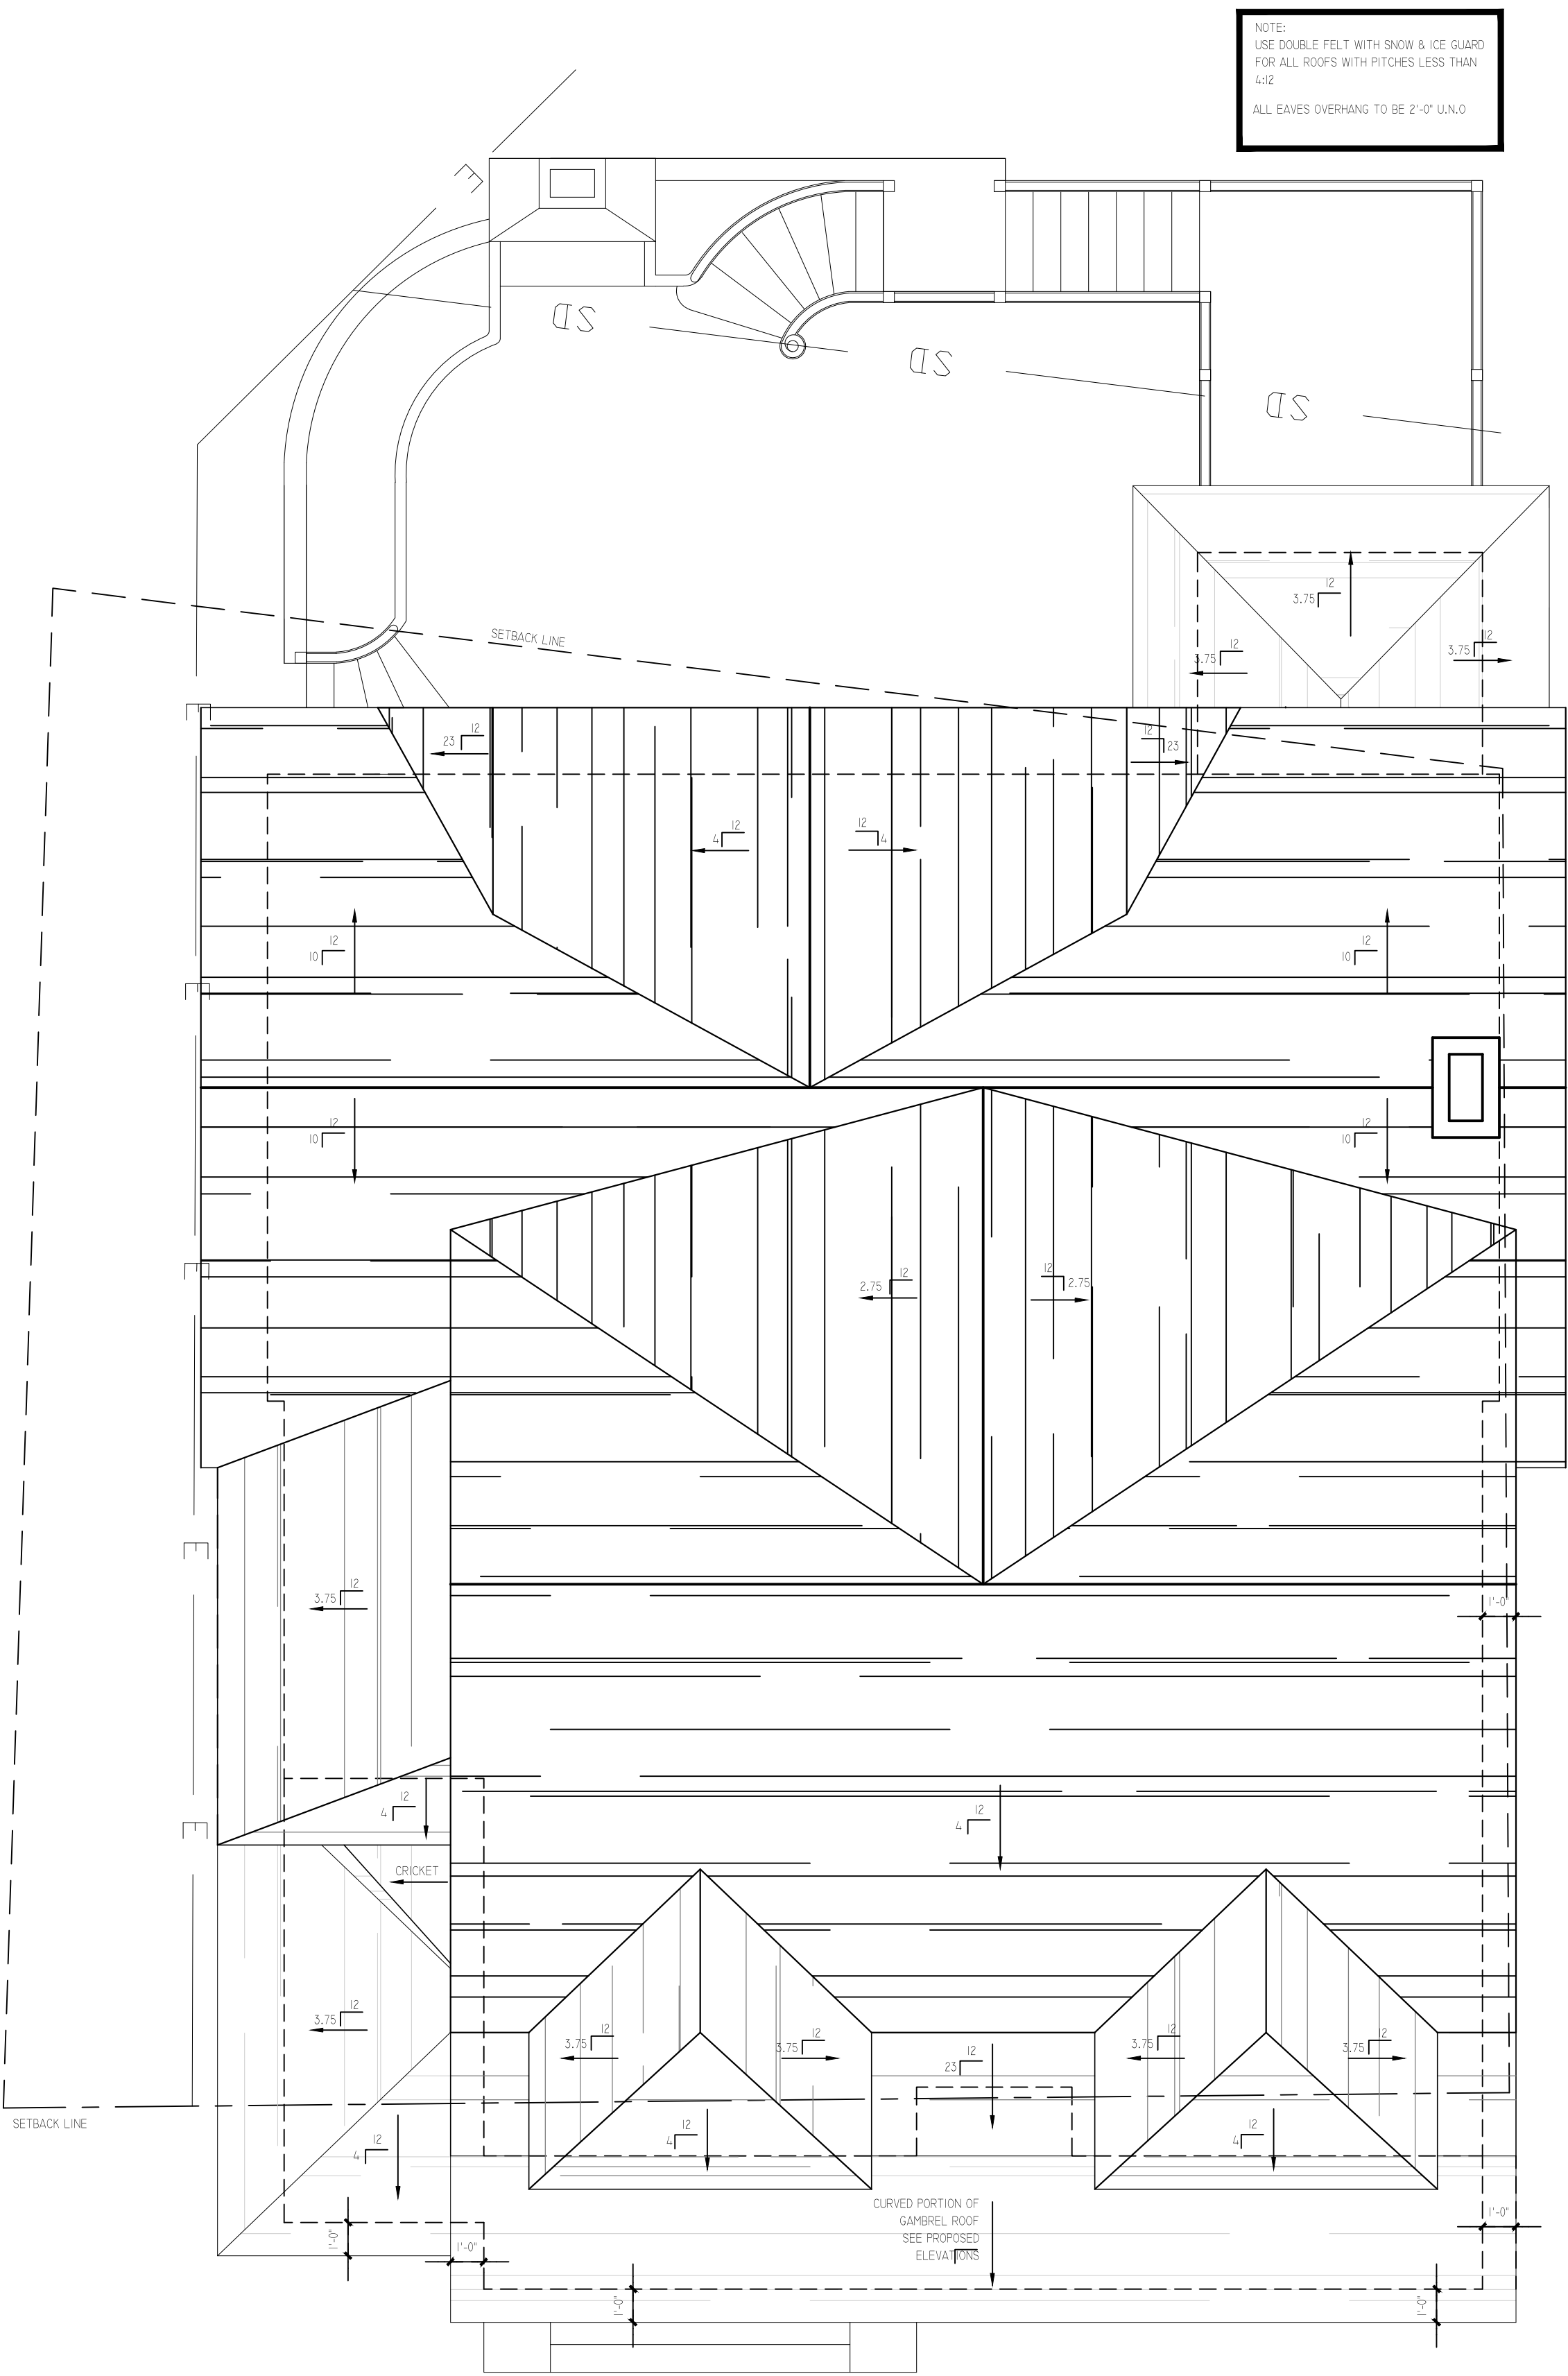 NOTE:
USE DOUBLE FELT WITH SNOW & ICE GUARD
FOR ALL ROOFS WITH PITCHES LESS THAN
4:12
ALL EAVES OVERHANG TO BE 2'-0" U.N.O
E
SD
SD
SD
12
3.75
SETBACK LINE
12
3.75
12
3.75
E
12
23
12
23
12
4
12
4
12
10
12
10
E
12
10
12
10
E
12
2.75
12
2.75
E
12
3.75
1'-0"
12
4
12
4
E
CRICKET
12
3.75
12
3.75
12
3.75
12
3.75
12
3.75
12
23
SETBACK LINE
12
4
12
4
12
4
CURVED PORTION OF
GAMBREL ROOF
SEE PROPOSED
ELEVATIONS
1'-0"
1'-0"
1'-0"
1'-0"
1'-0"